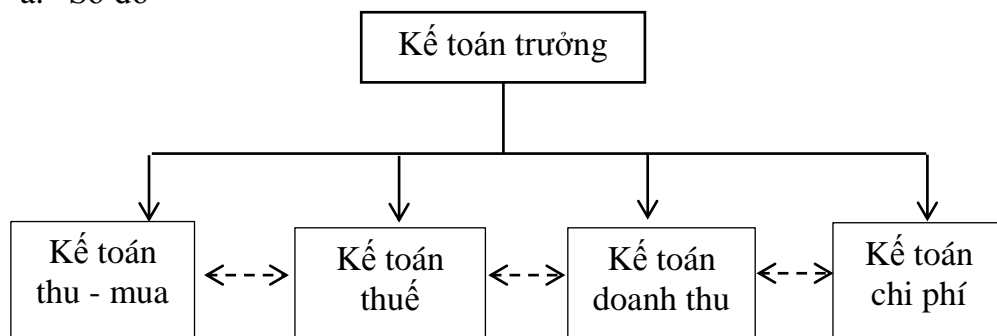 a. Sơ đồ
Kế toán trưởng
Kế toán
thu - mua
Kế toán
thuế
Kế toán
doanh thu
Kế toán
chi phí